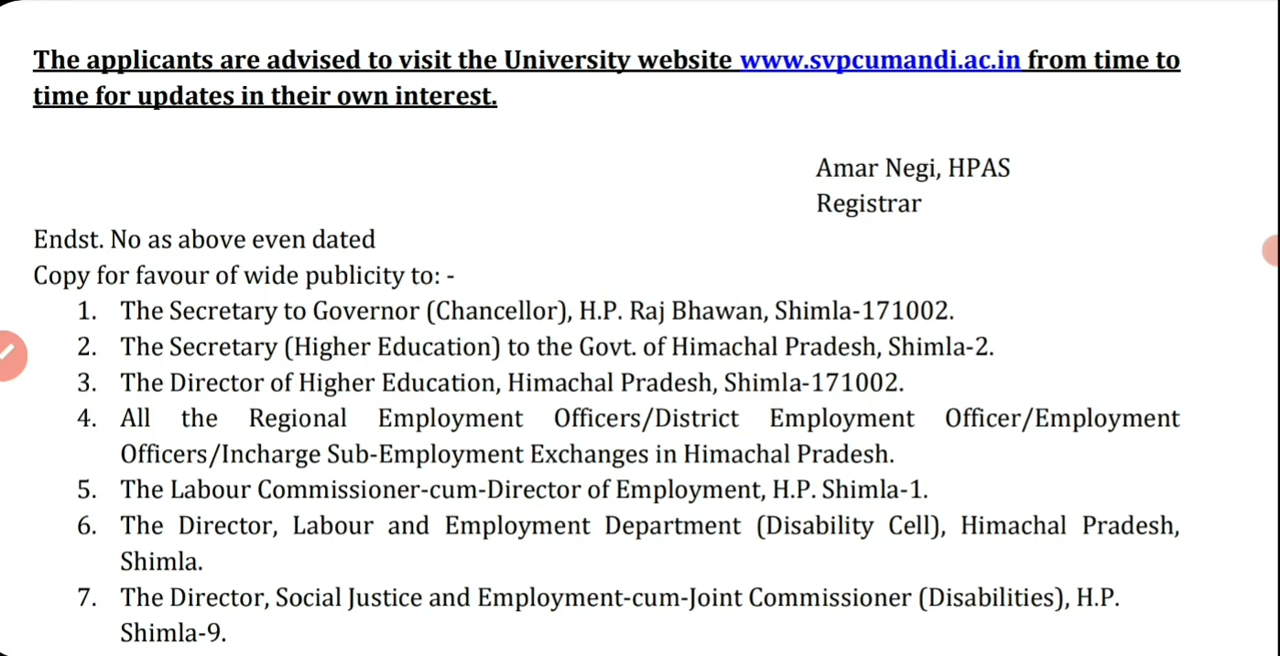 The applicants are advised to visit the University website www.svpcumandi.ac.in from time to
time for updates in their own interest.
Amar Negi, HPAS
Registrar
Endst. No as above even dated
Copy for favour of wide publicity to: -
1. The Secretary to Governor (Chancellor), H.P. Raj Bhawan, Shimla-171002.
2. The Secretary (Higher Education) to the Govt. of Himachal Pradesh, Shimla-2.
3. The Director of Higher Education, Himachal Pradesh, Shimla-171002.
4. All the Regional Employment Officers/District Employment Officer/Employment
Officers/Incharge Sub-Employment Exchanges in Himachal Pradesh.
5. The Labour Commissioner-cum-Director of Employment, H.P. Shimla-1.
6. The Director, Labour and Employment Department (Disability Cell), Himachal Pradesh,
Shimla.
7. The Director, Social Justice and Employment-cum-Joint Commissioner (Disabilities), H.P.
Shimla-9.